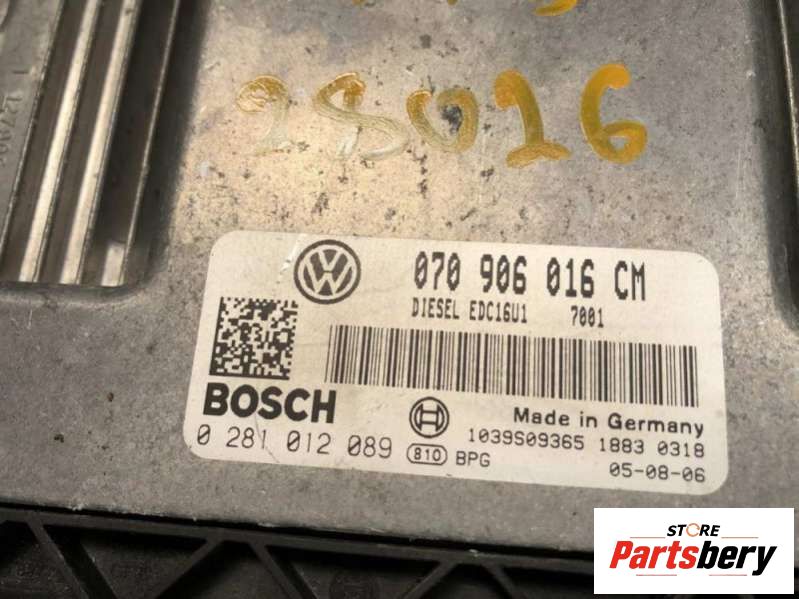 28026
070 906 016 CM
DIESEL EDC16U1 7001
BOSCH
Made in Germany
0 281 012 089
810 BPG
1039S09365 1883 0318
05-08-06
STORE
Partsbery